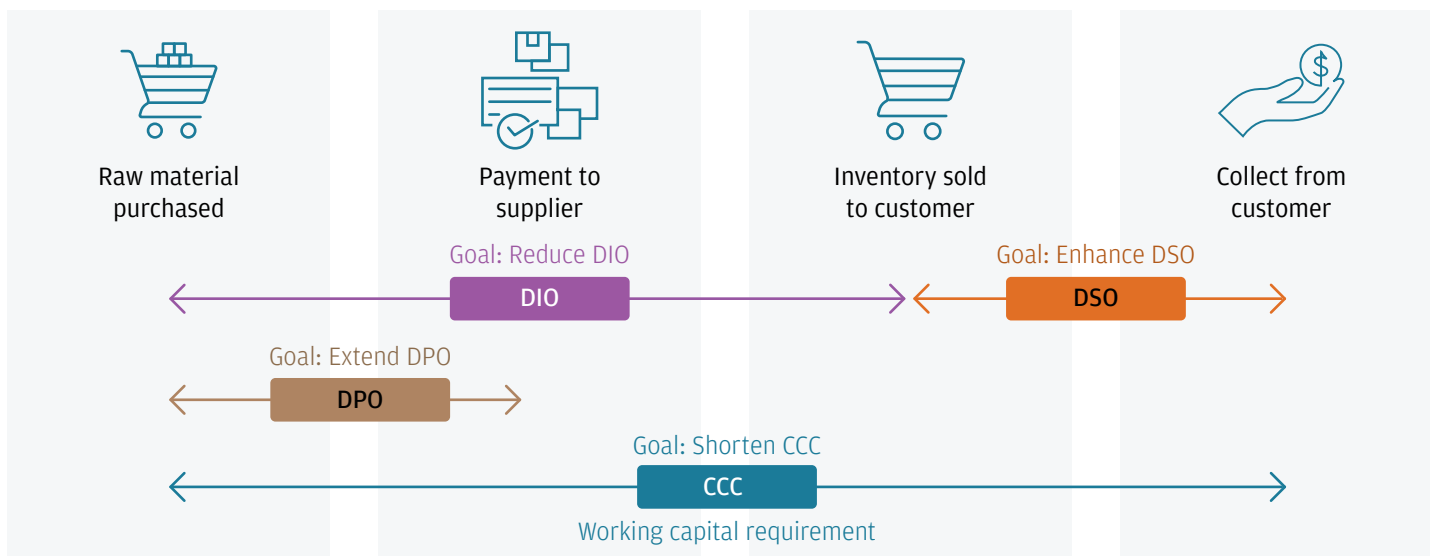 Raw material
purchased
Payment to
supplier
Inventory sold
to customer
Collect from
customer
Goal: Reduce DIO
DIO
Goal: Enhance DSO
DSO
Goal: Extend DPO
DPO
Goal: Shorten CCC
CCC
Working capital requirement